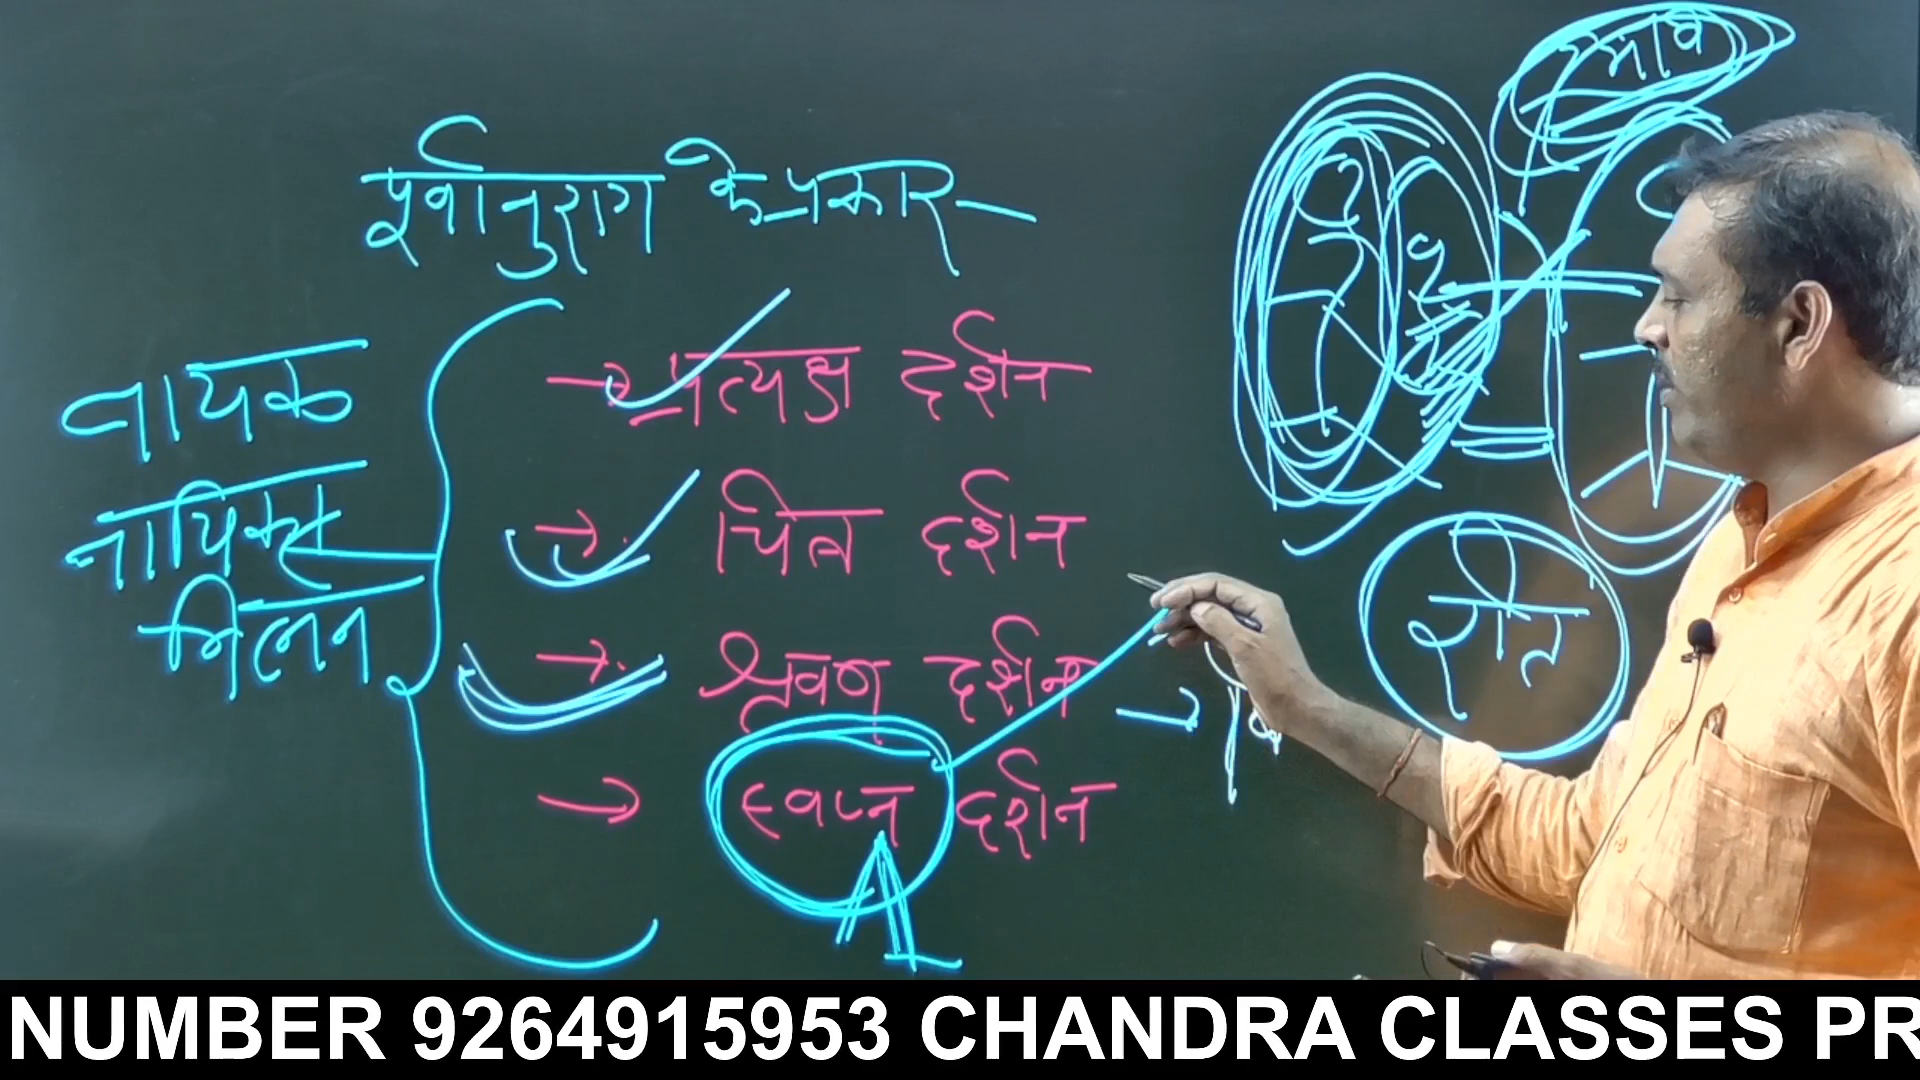 पूर्वानुराग के प्रकार —
नायक
नायिका
मिलन
→ प्रत्यक्ष दर्शन
→ चित्र दर्शन
→ श्रवण दर्शन
→ स्वप्न दर्शन
NUMBER 9264915953 CHANDRA CLASSES PR